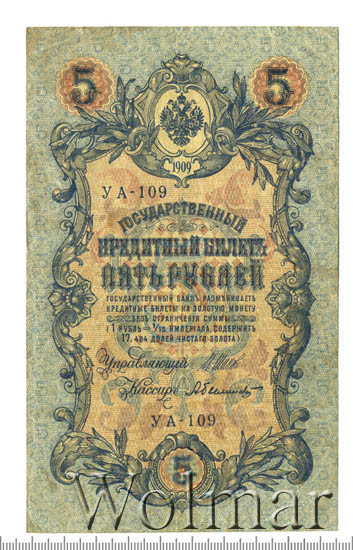 5 5
1909
УА-109
ГОСУДАРСТВЕННЫЙ
КРЕДИТНЫЙ БИЛЕТЪ
ПЯТЬ РУБЛЕЙ
ГОСУДАРСТВЕННЫЙ БАНКЪ РАЗМѢНИВАЕТЪ
КРЕДИТНЫЕ БИЛЕТЫ НА ЗОЛОТУЮ МОНЕТУ
БЕЗЪ ОГРАНИЧЕНІЯ СУММЫ
(1 РУБЛЬ = 1/15 ИМПЕРІАЛА, СОДЕРЖИТЪ
17,424 ДОЛЕЙ ЧИСТАГО ЗОЛОТА)
Управляющій
Кассиръ
УА-109
5
Wolmar